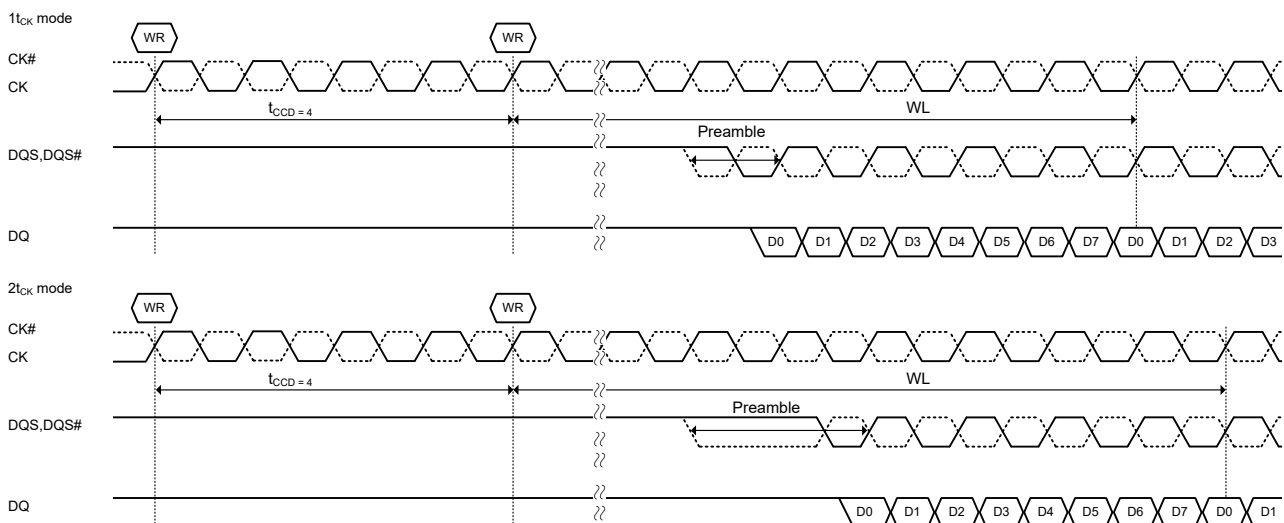 1tCK mode
WR WR
CK#
CK
tCCD = 4 WL
Preamble
DQS,DQS#
DQ D0 D1 D2 D3 D4 D5 D6 D7 D0 D1 D2 D3
2tCK mode
WR WR
CK#
CK
tCCD = 4 WL
Preamble
DQS,DQS#
DQ D0 D1 D2 D3 D4 D5 D6 D7 D0 D1